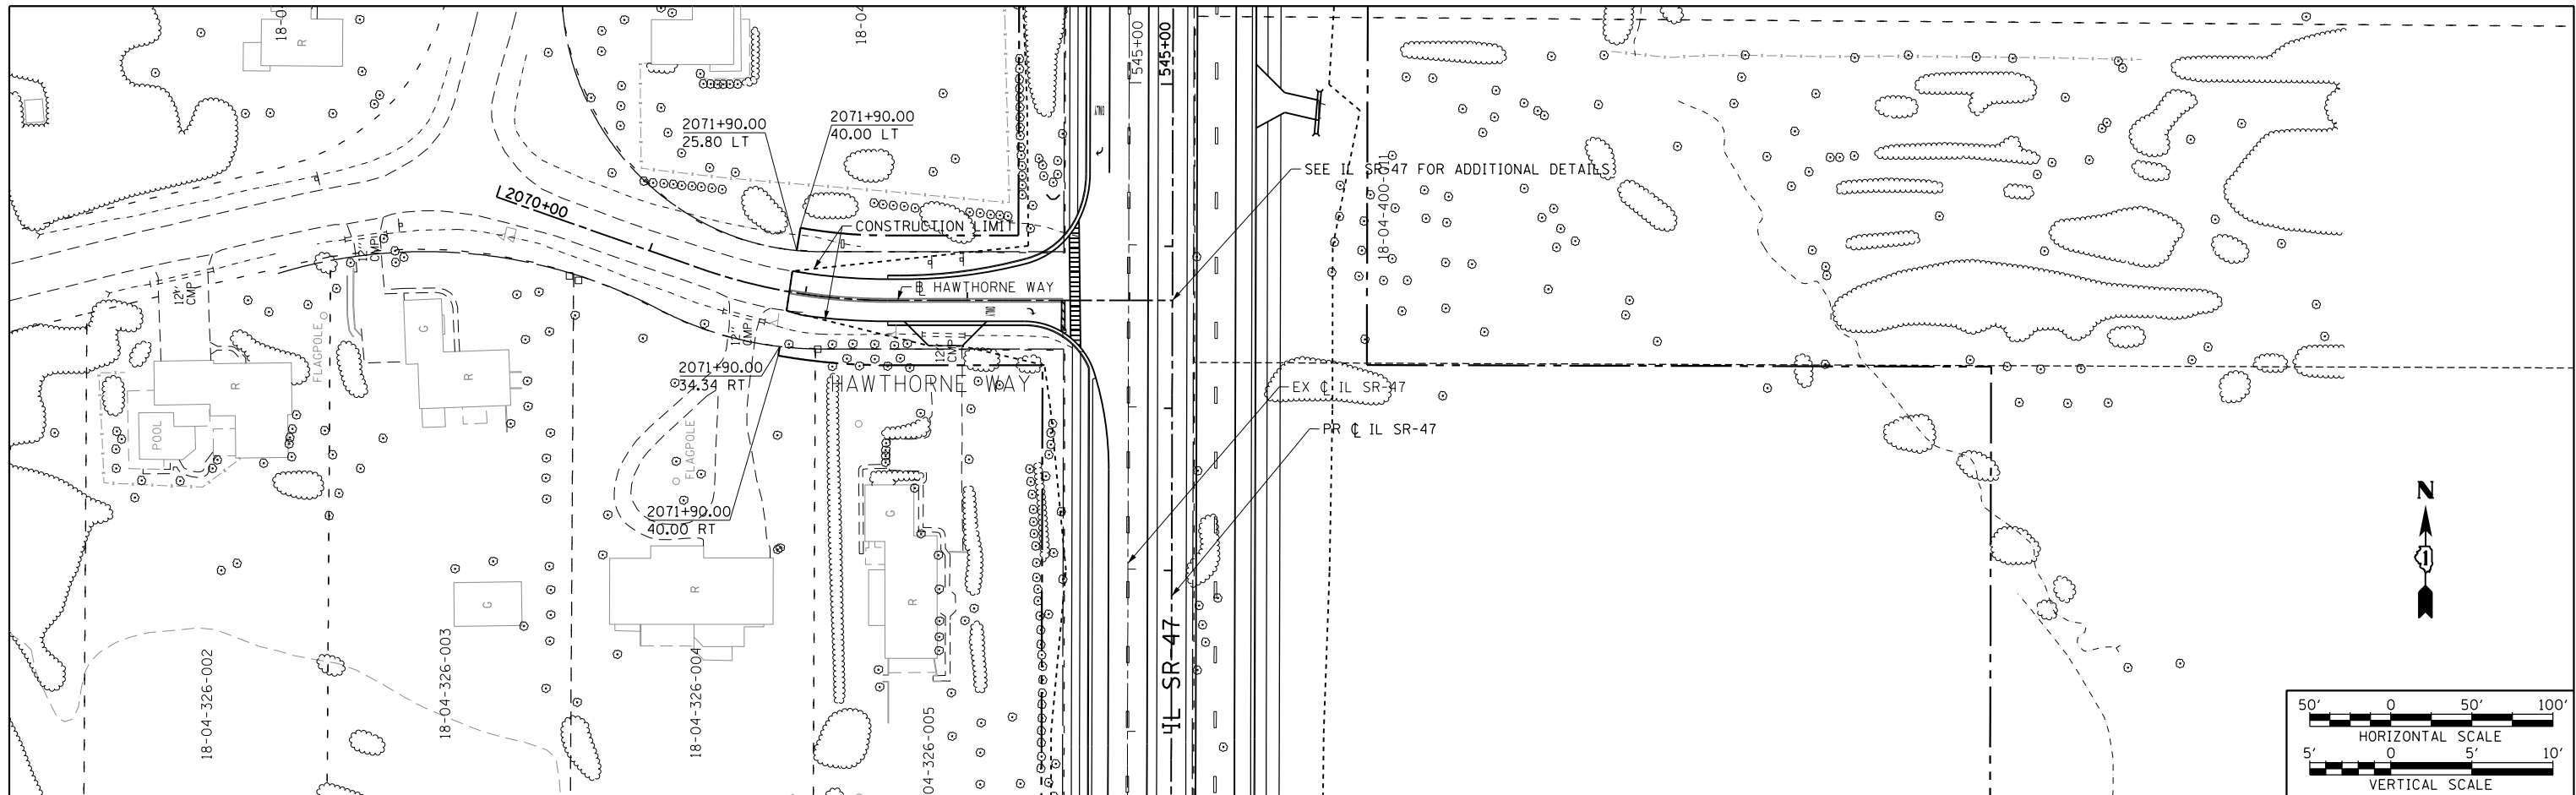 18-0
R
18-04
545+00
545+00
ONLY
2071+90.00
25.80 LT
2071+90.00
40.00 LT
SEE IL SR-47 FOR ADDITIONAL DETAILS
18-04-400-011
2070+00
CONSTRUCTION LIMIT
12"
CMP
12"
CMP
℄ HAWTHORNE WAY
ONLY
G
FLAGPOLE
12"
CMP
12"
CMP
2071+90.00
34.34 RT
HAWTHORNE WAY
R
R
EX ℄ IL SR-47
PR ℄ IL SR-47
POOL
FLAGPOLE
2071+90.00
40.00 RT
G
N
1
G
R
R
IL SR-47
18-04-326-002
18-04-326-003
18-04-326-004
04-326-005
50' 0 50' 100'
HORIZONTAL SCALE
5' 0 5' 10'
VERTICAL SCALE